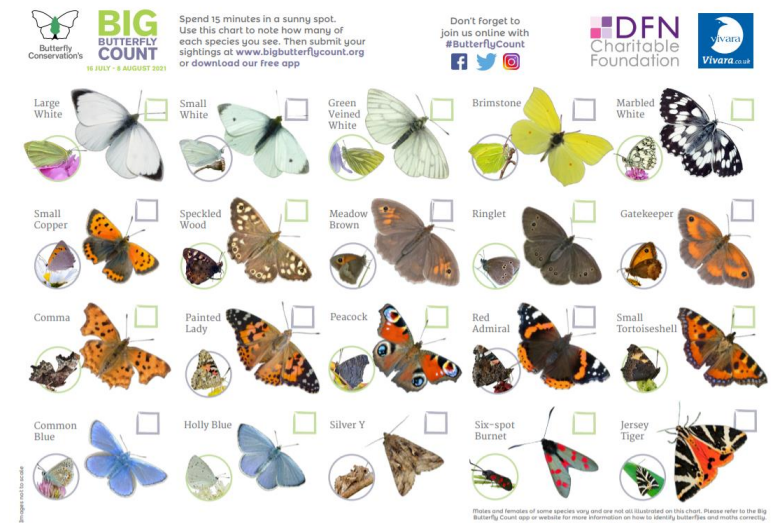 Butterfly
Conservation's
BIG
BUTTERFLY
COUNT
16 JULY - 8 AUGUST 2021
Spend 15 minutes in a sunny spot.
Use this chart to note how many of
each species you see. Then submit your
sightings at www.bigbutterflycount.org
or download our free app
Don't forget to
join us online with
#ButterflyCount
DFN
Charitable
Foundation
vivara
Vivara.co.uk
Large
White
Small
White
Green
Veined
White
Brimstone
Marbled
White
Small
Copper
Speckled
Wood
Meadow
Brown
Ringlet
Gatekeeper
Comma
Painted
Lady
Peacock
Red
Admiral
Small
Tortoiseshell
Common
Blue
Holly Blue
Silver Y
Six-spot
Burnet
Jersey
Tiger
Images not to scale
Males and females of some species vary and are not all illustrated on this chart. Please refer to the Big
Butterfly Count app or website for more information on how to identify butterflies and moths correctly.